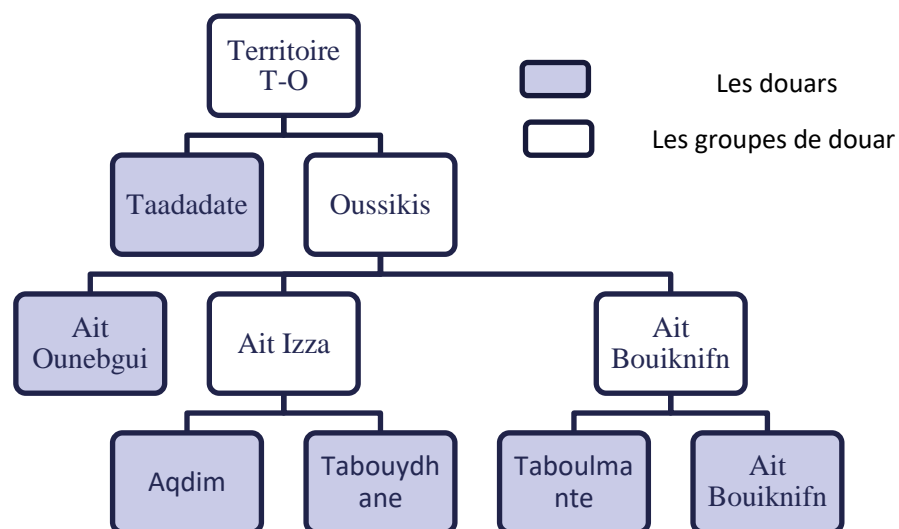 Territoire
T-O
Les douars
Les groupes de douar
Taadadate
Oussikis
Ait
Ounebgui
Ait Izza
Ait
Bouiknifn
Aqdim
Tabouydh
ane
Taboulma
nte
Ait
Bouiknifn